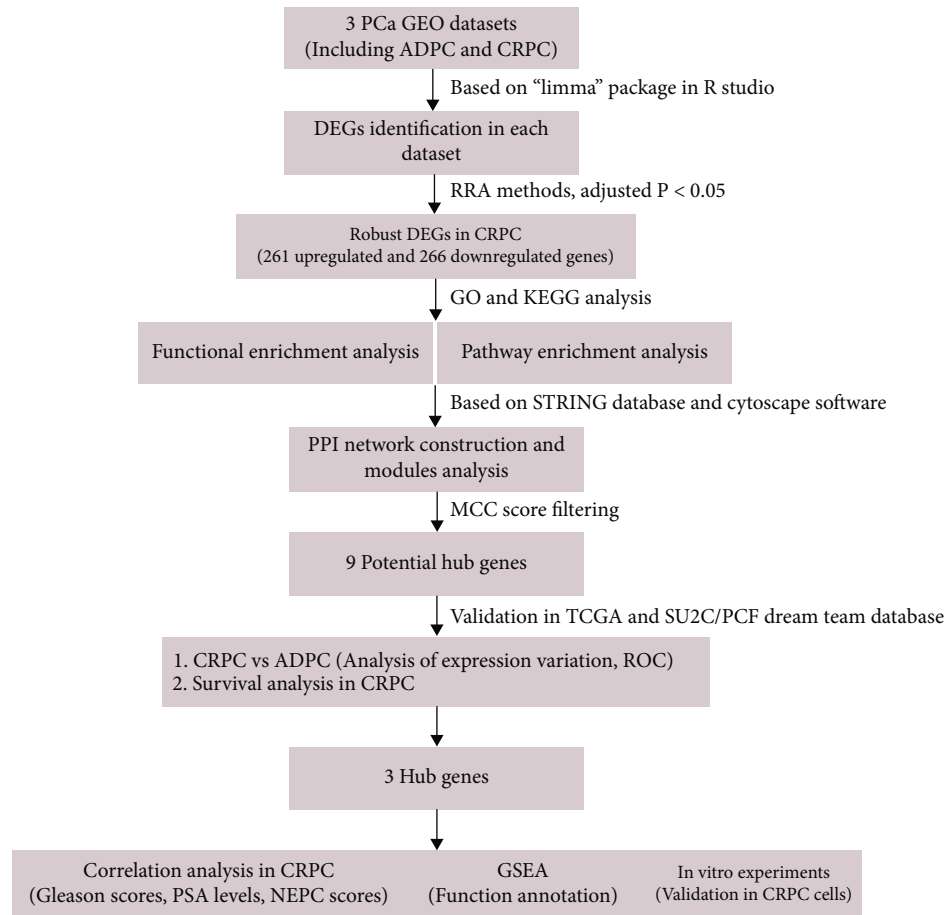 3 PCa GEO datasets
(Including ADPC and CRPC)
Based on “limma” package in R studio
DEGs identification in each
dataset
RRA methods, adjusted P < 0.05
Robust DEGs in CRPC
(261 upregulated and 266 downregulated genes)
GO and KEGG analysis
Functional enrichment analysis
Pathway enrichment analysis
Based on STRING database and cytoscape software
PPI network construction and
modules analysis
MCC score filtering
9 Potential hub genes
Validation in TCGA and SU2C/PCF dream team database
1. CRPC vs ADPC (Analysis of expression variation, ROC)
2. Survival analysis in CRPC
3 Hub genes
Correlation analysis in CRPC
(Gleason scores, PSA levels, NEPC scores)
GSEA
(Function annotation)
In vitro experiments
(Validation in CRPC cells)